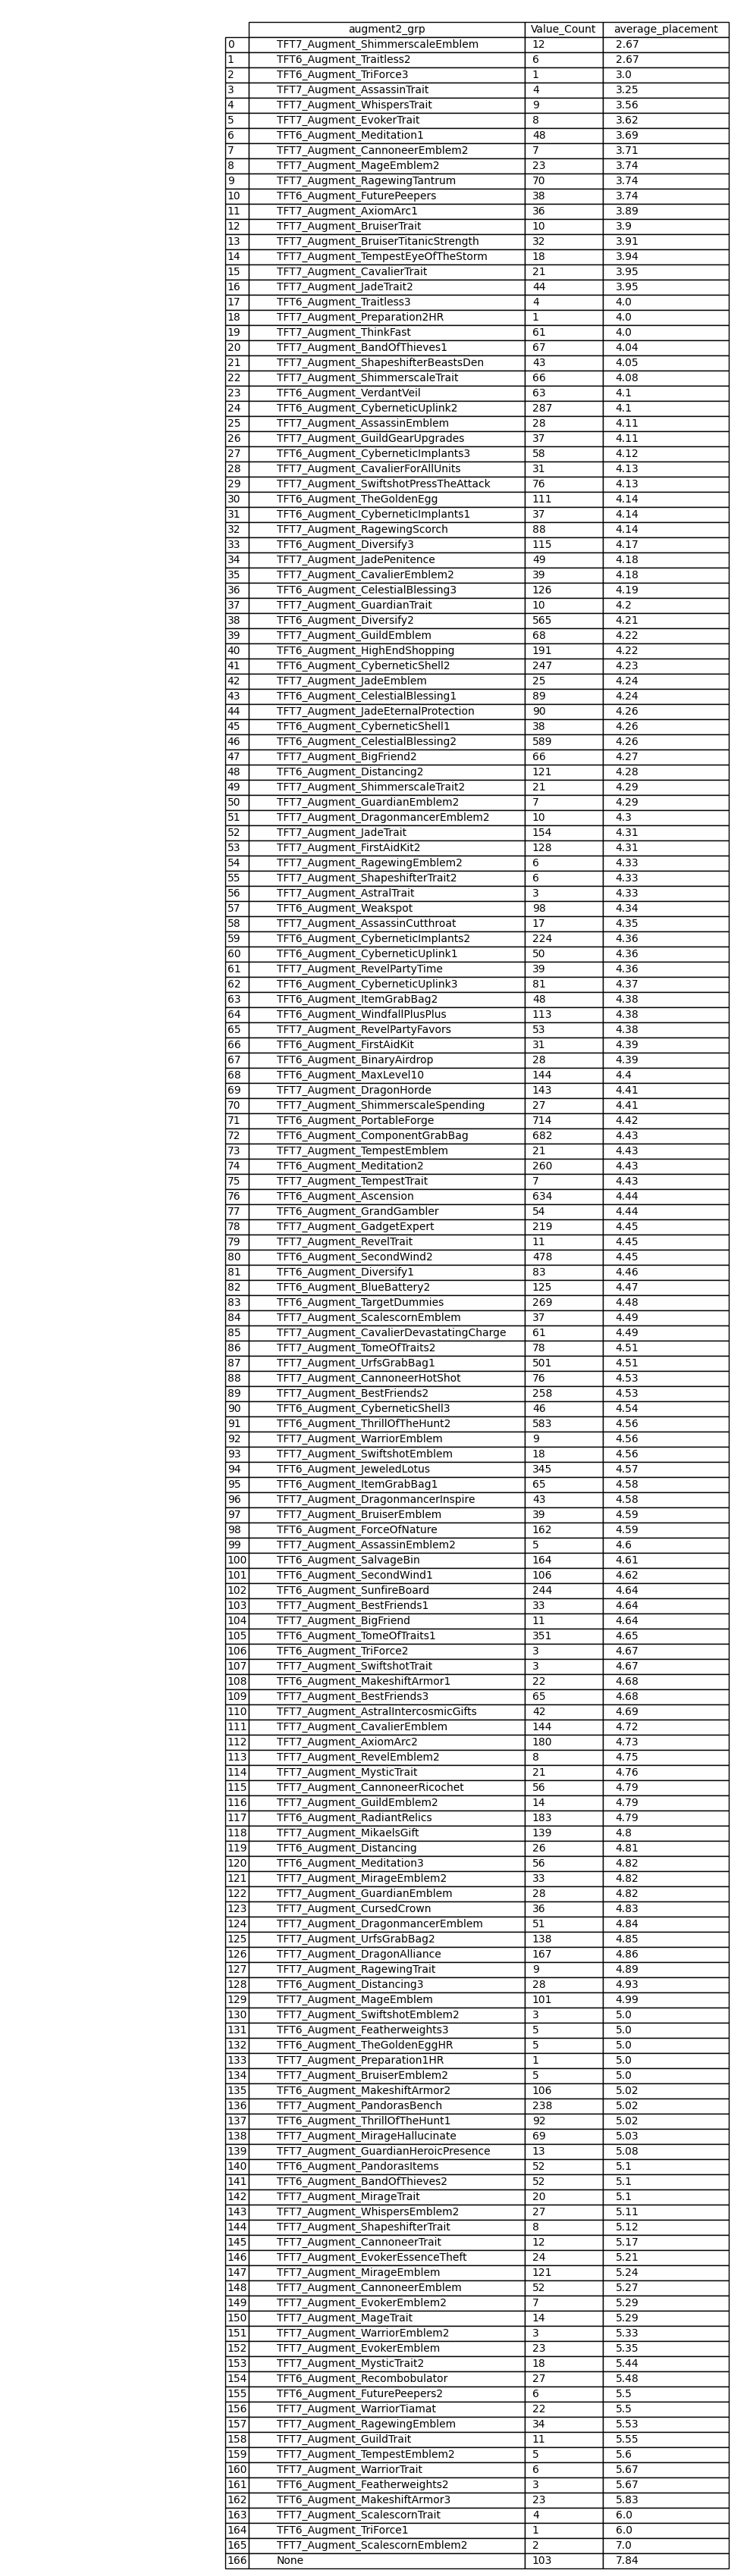 augment2_grp Value_Count average_placement
0 TFT7_Augment_ShimmerscaleEmblem 12 2.67
1 TFT6_Augment_Traitless2 6 2.67
2 TFT6_Augment_TriForce3 1 3.0
3 TFT7_Augment_AssassinTrait 4 3.25
4 TFT7_Augment_WhispersTrait 9 3.56
5 TFT7_Augment_EvokerTrait 8 3.62
6 TFT6_Augment_Meditation1 48 3.69
7 TFT7_Augment_CannoneerEmblem2 7 3.71
8 TFT7_Augment_MageEmblem2 23 3.74
9 TFT7_Augment_RagewingTantrum 70 3.74
10 TFT6_Augment_FuturePeepers 38 3.74
11 TFT7_Augment_AxiomArc1 36 3.89
12 TFT7_Augment_BruiserTrait 10 3.9
13 TFT7_Augment_BruiserTitanicStrength 32 3.91
14 TFT7_Augment_TempestEyeOfTheStorm 18 3.94
15 TFT7_Augment_CavalierTrait 21 3.95
16 TFT7_Augment_JadeTrait2 44 3.95
17 TFT6_Augment_Traitless3 4 4.0
18 TFT7_Augment_Preparation2HR 1 4.0
19 TFT7_Augment_ThinkFast 61 4.0
20 TFT6_Augment_BandOfThieves1 67 4.04
21 TFT7_Augment_ShapeshifterBeastsDen 43 4.05
22 TFT7_Augment_ShimmerscaleTrait 66 4.08
23 TFT6_Augment_VerdantVeil 63 4.1
24 TFT6_Augment_CyberneticUplink2 287 4.1
25 TFT7_Augment_AssassinEmblem 28 4.11
26 TFT7_Augment_GuildGearUpgrades 37 4.11
27 TFT6_Augment_CyberneticImplants3 58 4.12
28 TFT7_Augment_CavalierForAllUnits 31 4.13
29 TFT7_Augment_SwiftshotPressTheAttack 76 4.13
30 TFT6_Augment_TheGoldenEgg 111 4.14
31 TFT6_Augment_CyberneticImplants1 37 4.14
32 TFT7_Augment_RagewingScorch 88 4.14
33 TFT6_Augment_Diversify3 115 4.17
34 TFT7_Augment_JadePenitence 49 4.18
35 TFT7_Augment_CavalierEmblem2 39 4.18
36 TFT6_Augment_CelestialBlessing3 126 4.19
37 TFT7_Augment_GuardianTrait 10 4.2
38 TFT6_Augment_Diversify2 565 4.21
39 TFT7_Augment_GuildEmblem 68 4.22
40 TFT6_Augment_HighEndShopping 191 4.22
41 TFT6_Augment_CyberneticShell2 247 4.23
42 TFT7_Augment_JadeEmblem 25 4.24
43 TFT6_Augment_CelestialBlessing1 89 4.24
44 TFT7_Augment_JadeEternalProtection 90 4.26
45 TFT6_Augment_CyberneticShell1 38 4.26
46 TFT6_Augment_CelestialBlessing2 589 4.26
47 TFT7_Augment_BigFriend2 66 4.27
48 TFT6_Augment_Distancing2 121 4.28
49 TFT7_Augment_ShimmerscaleTrait2 21 4.29
50 TFT7_Augment_GuardianEmblem2 7 4.29
51 TFT7_Augment_DragonmancerEmblem2 10 4.3
52 TFT7_Augment_JadeTrait 154 4.31
53 TFT7_Augment_FirstAidKit2 128 4.31
54 TFT7_Augment_RagewingEmblem2 6 4.33
55 TFT7_Augment_ShapeshifterTrait2 6 4.33
56 TFT7_Augment_AstralTrait 3 4.33
57 TFT6_Augment_Weakspot 98 4.34
58 TFT7_Augment_AssassinCutthroat 17 4.35
59 TFT6_Augment_CyberneticImplants2 224 4.36
60 TFT6_Augment_CyberneticUplink1 50 4.36
61 TFT7_Augment_RevelPartyTime 39 4.36
62 TFT6_Augment_CyberneticUplink3 81 4.37
63 TFT6_Augment_ItemGrabBag2 48 4.38
64 TFT6_Augment_WindfallPlusPlus 113 4.38
65 TFT7_Augment_RevelPartyFavors 53 4.38
66 TFT6_Augment_FirstAidKit 31 4.39
67 TFT6_Augment_BinaryAirdrop 28 4.39
68 TFT6_Augment_MaxLevel10 144 4.4
69 TFT7_Augment_DragonHorde 143 4.41
70 TFT7_Augment_ShimmerscaleSpending 27 4.41
71 TFT6_Augment_PortableForge 714 4.42
72 TFT6_Augment_ComponentGrabBag 682 4.43
73 TFT7_Augment_TempestEmblem 21 4.43
74 TFT6_Augment_Meditation2 260 4.43
75 TFT7_Augment_TempestTrait 7 4.43
76 TFT6_Augment_Ascension 634 4.44
77 TFT6_Augment_GrandGambler 54 4.44
78 TFT7_Augment_GadgetExpert 219 4.45
79 TFT7_Augment_RevelTrait 11 4.45
80 TFT6_Augment_SecondWind2 478 4.45
81 TFT6_Augment_Diversify1 83 4.46
82 TFT6_Augment_BlueBattery2 125 4.47
83 TFT6_Augment_TargetDummies 269 4.48
84 TFT7_Augment_ScalescornEmblem 37 4.49
85 TFT7_Augment_CavalierDevastatingCharge 61 4.49
86 TFT7_Augment_TomeOfTraits2 78 4.51
87 TFT7_Augment_UrfsGrabBag1 501 4.51
88 TFT7_Augment_CannoneerHotShot 76 4.53
89 TFT7_Augment_BestFriends2 258 4.53
90 TFT6_Augment_CyberneticShell3 46 4.54
91 TFT6_Augment_ThrillOfTheHunt2 583 4.56
92 TFT7_Augment_WarriorEmblem 9 4.56
93 TFT7_Augment_SwiftshotEmblem 18 4.56
94 TFT6_Augment_JeweledLotus 345 4.57
95 TFT6_Augment_ItemGrabBag1 65 4.58
96 TFT7_Augment_DragonmancerInspire 43 4.58
97 TFT7_Augment_BruiserEmblem 39 4.59
98 TFT6_Augment_ForceOfNature 162 4.59
99 TFT7_Augment_AssassinEmblem2 5 4.6
100 TFT6_Augment_SalvageBin 164 4.61
101 TFT6_Augment_SecondWind1 106 4.62
102 TFT6_Augment_SunfireBoard 244 4.64
103 TFT7_Augment_BestFriends1 33 4.64
104 TFT7_Augment_BigFriend 11 4.64
105 TFT6_Augment_TomeOfTraits1 351 4.65
106 TFT6_Augment_TriForce2 3 4.67
107 TFT7_Augment_SwiftshotTrait 3 4.67
108 TFT6_Augment_MakeshiftArmor1 22 4.68
109 TFT7_Augment_BestFriends3 65 4.68
110 TFT7_Augment_AstralIntercosmicGifts 42 4.69
111 TFT7_Augment_CavalierEmblem 144 4.72
112 TFT7_Augment_AxiomArc2 180 4.73
113 TFT7_Augment_RevelEmblem2 8 4.75
114 TFT7_Augment_MysticTrait 21 4.76
115 TFT7_Augment_CannoneerRicochet 56 4.79
116 TFT7_Augment_GuildEmblem2 14 4.79
117 TFT6_Augment_RadiantRelics 183 4.79
118 TFT7_Augment_MikaelsGift 139 4.8
119 TFT6_Augment_Distancing 26 4.81
120 TFT6_Augment_Meditation3 56 4.82
121 TFT7_Augment_MirageEmblem2 33 4.82
122 TFT7_Augment_GuardianEmblem 28 4.82
123 TFT7_Augment_CursedCrown 36 4.83
124 TFT7_Augment_DragonmancerEmblem 51 4.84
125 TFT7_Augment_UrfsGrabBag2 138 4.85
126 TFT7_Augment_DragonAlliance 167 4.86
127 TFT7_Augment_RagewingTrait 9 4.89
128 TFT6_Augment_Distancing3 28 4.93
129 TFT7_Augment_MageEmblem 101 4.99
130 TFT7_Augment_SwiftshotEmblem2 3 5.0
131 TFT6_Augment_Featherweights3 5 5.0
132 TFT6_Augment_TheGoldenEggHR 5 5.0
133 TFT7_Augment_Preparation1HR 1 5.0
134 TFT7_Augment_BruiserEmblem2 5 5.0
135 TFT6_Augment_MakeshiftArmor2 106 5.02
136 TFT7_Augment_PandorasBench 238 5.02
137 TFT6_Augment_ThrillOfTheHunt1 92 5.02
138 TFT7_Augment_MirageHallucinate 69 5.03
139 TFT7_Augment_GuardianHeroicPresence 13 5.08
140 TFT6_Augment_PandorasItems 52 5.1
141 TFT6_Augment_BandOfThieves2 52 5.1
142 TFT7_Augment_MirageTrait 20 5.1
143 TFT7_Augment_WhispersEmblem2 27 5.11
144 TFT7_Augment_ShapeshifterTrait 8 5.12
145 TFT7_Augment_CannoneerTrait 12 5.17
146 TFT7_Augment_EvokerEssenceTheft 24 5.21
147 TFT7_Augment_MirageEmblem 121 5.24
148 TFT7_Augment_CannoneerEmblem 52 5.27
149 TFT7_Augment_EvokerEmblem2 7 5.29
150 TFT7_Augment_MageTrait 14 5.29
151 TFT7_Augment_WarriorEmblem2 3 5.33
152 TFT7_Augment_EvokerEmblem 23 5.35
153 TFT7_Augment_MysticTrait2 18 5.44
154 TFT6_Augment_Recombobulator 27 5.48
155 TFT6_Augment_FuturePeepers2 6 5.5
156 TFT7_Augment_WarriorTiamat 22 5.5
157 TFT7_Augment_RagewingEmblem 34 5.53
158 TFT7_Augment_GuildTrait 11 5.55
159 TFT7_Augment_TempestEmblem2 5 5.6
160 TFT7_Augment_WarriorTrait 6 5.67
161 TFT6_Augment_Featherweights2 3 5.67
162 TFT6_Augment_MakeshiftArmor3 23 5.83
163 TFT7_Augment_ScalescornTrait 4 6.0
164 TFT6_Augment_TriForce1 1 6.0
165 TFT7_Augment_ScalescornEmblem2 2 7.0
166 None 103 7.84